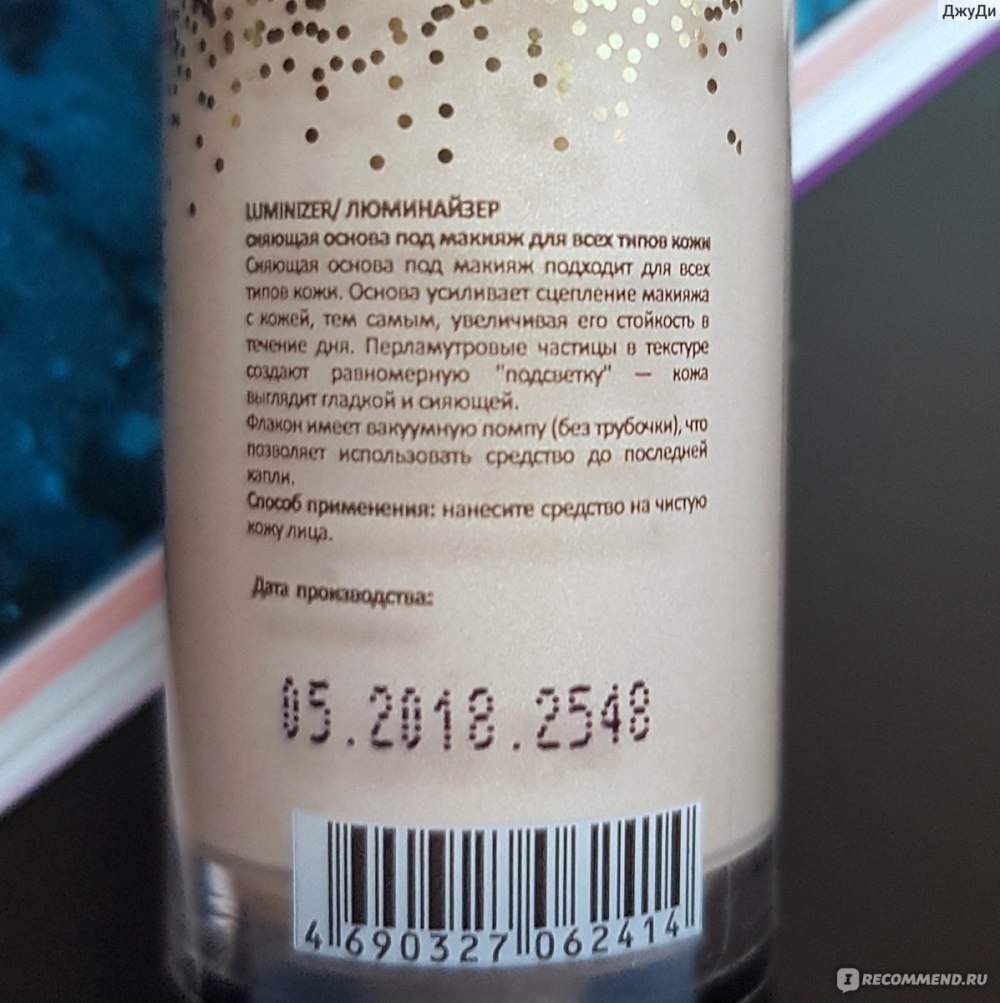 ДжуДи
LUMINIZER/ ЛЮМИНАЙЗЕР
сияющая основа под макияж для всех типов кожи
Сияющая основа под макияж подходит для всех
типов кожи. Основа усиливает сцепление макияжа
с кожей, тем самым, увеличивая его стойкость в
течение дня. Перламутровые частицы в текстуре
создают равномерную "подсветку" — кожа
выглядит гладкой и сияющей.
Флакон имеет вакуумную помпу (без трубочки), что
позволяет использовать средство до последней
капли.
Способ применения: нанесите средство на чистую
кожу лица.
Дата производства:
05.2018.2548
4 690327 062414
IRECOMMEND.RU